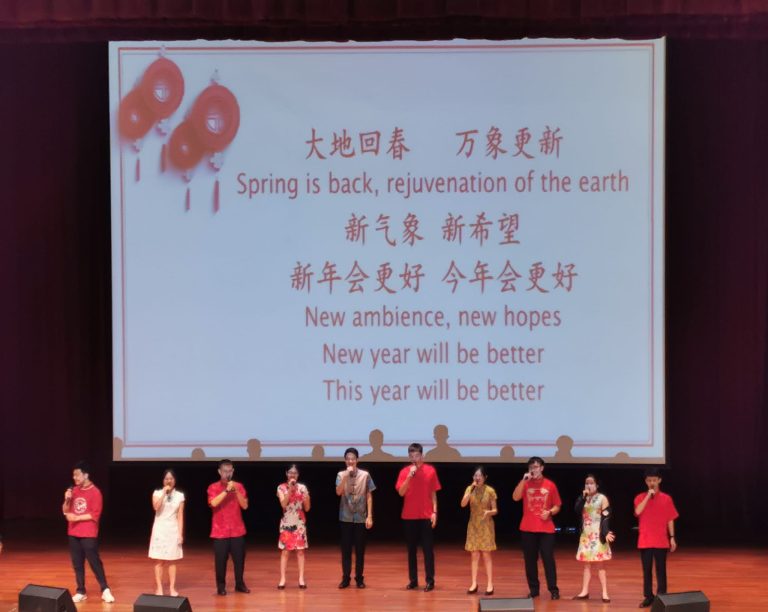 大地回春 万象更新
Spring is back, rejuvenation of the earth
新气象 新希望
新年会更好 今年会更好
New ambience, new hopes
New year will be better
This year will be better